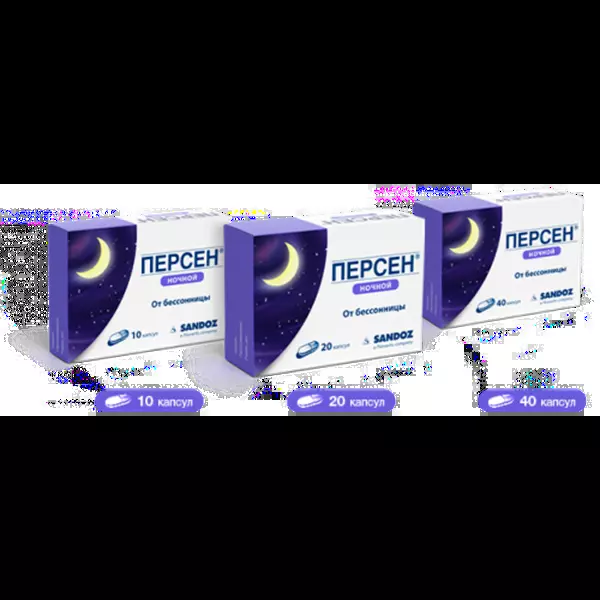 ПЕРСЕН®
НОЧНОЙ
От бессонницы
10 капсул
SANDOZ
ПЕРСЕН®
НОЧНОЙ
От бессонницы
20 капсул
SANDOZ
ПЕРСЕН®
НОЧНОЙ
От бессонницы
40 капсул
SANDOZ
10 капсул
20 капсул
40 капсул